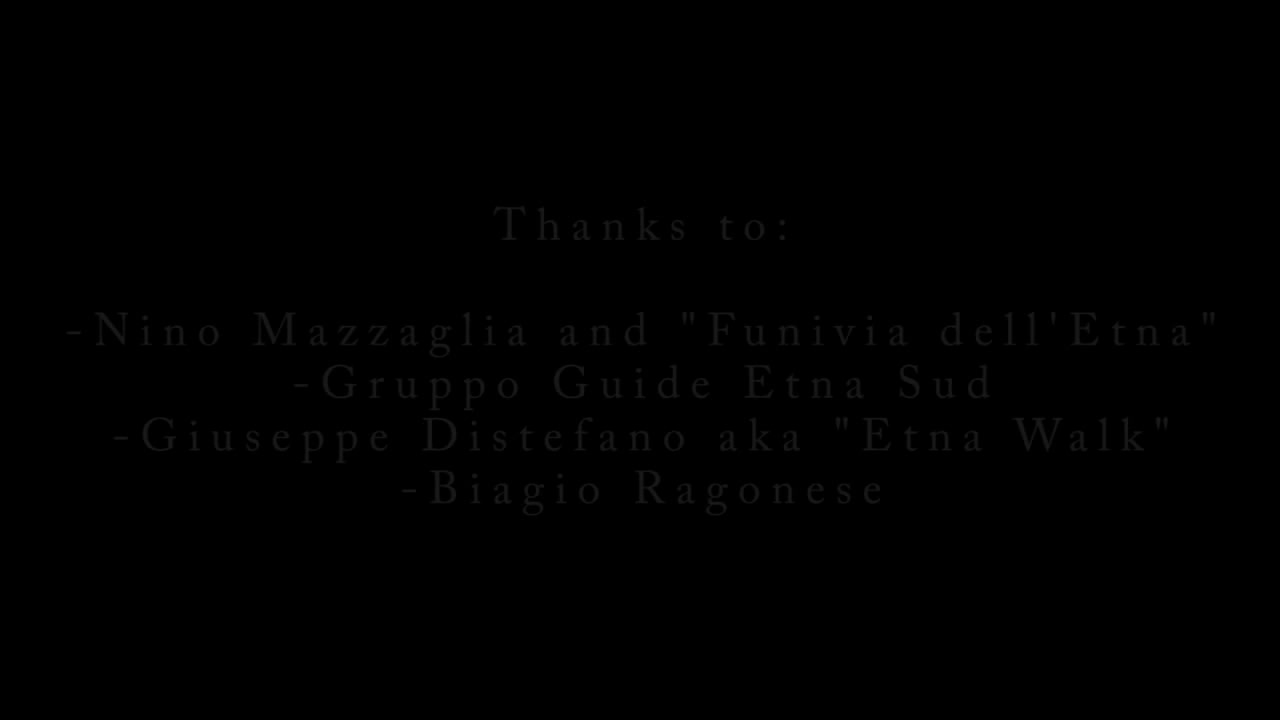 Thanks to:
-Nino Mazzaglia and "Funivia dell'Etna"
-Gruppo Guide Etna Sud
-Giuseppe Distefano aka "Etna Walk"
-Biagio Ragonese